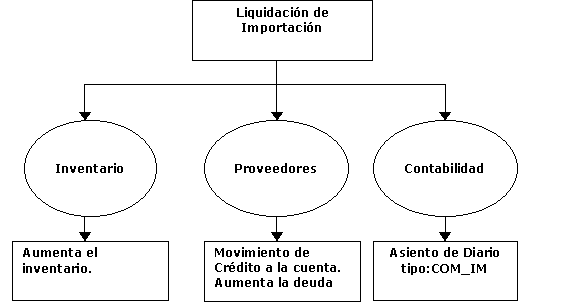 Liquidación de
Importación
Inventario
Proveedores
Contabilidad
Aumenta el
inventario.
Movimiento de
Crédito a la cuenta.
Aumenta la deuda
Asiento de Diario
tipo:COM_IM